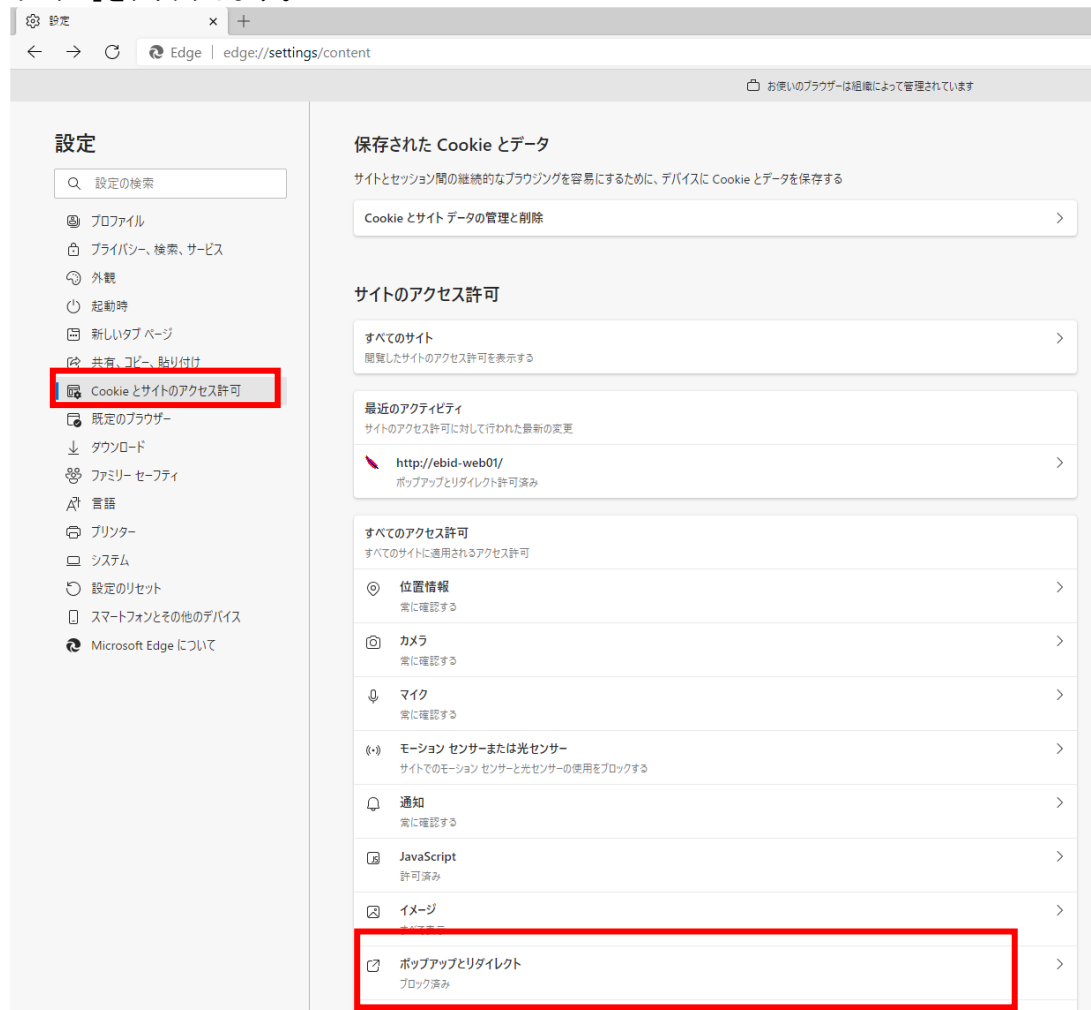 設定
Edge | edge://settings/content
お使いのブラウザーは組織によって管理されています
設定
設定の検索
プロファイル
プライバシー、検索、サービス
外観
起動時
新しいタブ ページ
共有、コピー、貼り付け
Cookie とサイトのアクセス許可
既定のブラウザー
ダウンロード
ファミリー セーフティ
言語
プリンター
システム
設定のリセット
スマートフォンとその他のデバイス
Microsoft Edge について
保存された Cookie とデータ
サイトとセッション間の継続的なブラウジングを容易にするために、デバイスに Cookie とデータを保存する
Cookie とサイト データの管理と削除
サイトのアクセス許可
すべてのサイト
閲覧したサイトのアクセス許可を表示する
最近のアクティビティ
サイトのアクセス許可に対して行われた最新の変更
http://ebid-web01/
ポップアップとリダイレクト許可済み
すべてのアクセス許可
すべてのサイトに適用されるアクセス許可
位置情報
常に確認する
カメラ
常に確認する
マイク
常に確認する
モーション センサーまたは光センサー
サイトでのモーション センサーと光センサーの使用をブロックする
通知
常に確認する
JavaScript
許可済み
イメージ
ポップアップとリダイレクト
ブロック済み